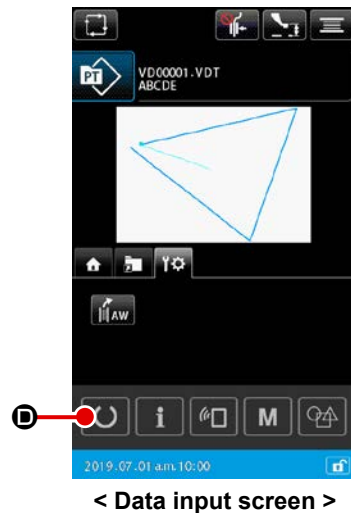 PT
VD00001.VDT
ABCDE
AW
D
i
M
2019.07.01 a.m.10:00
< Data input screen >